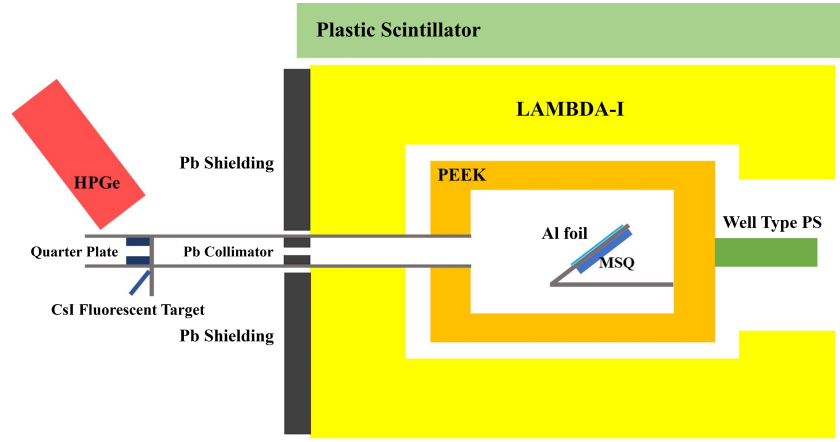 Plastic Scintillator
LAMBDA-I
Pb Shielding
HPGe
PEEK
Quarter Plate
Pb Collimator
Al foil
Well Type PS
MSQ
CsI Fluorescent Target
Pb Shielding